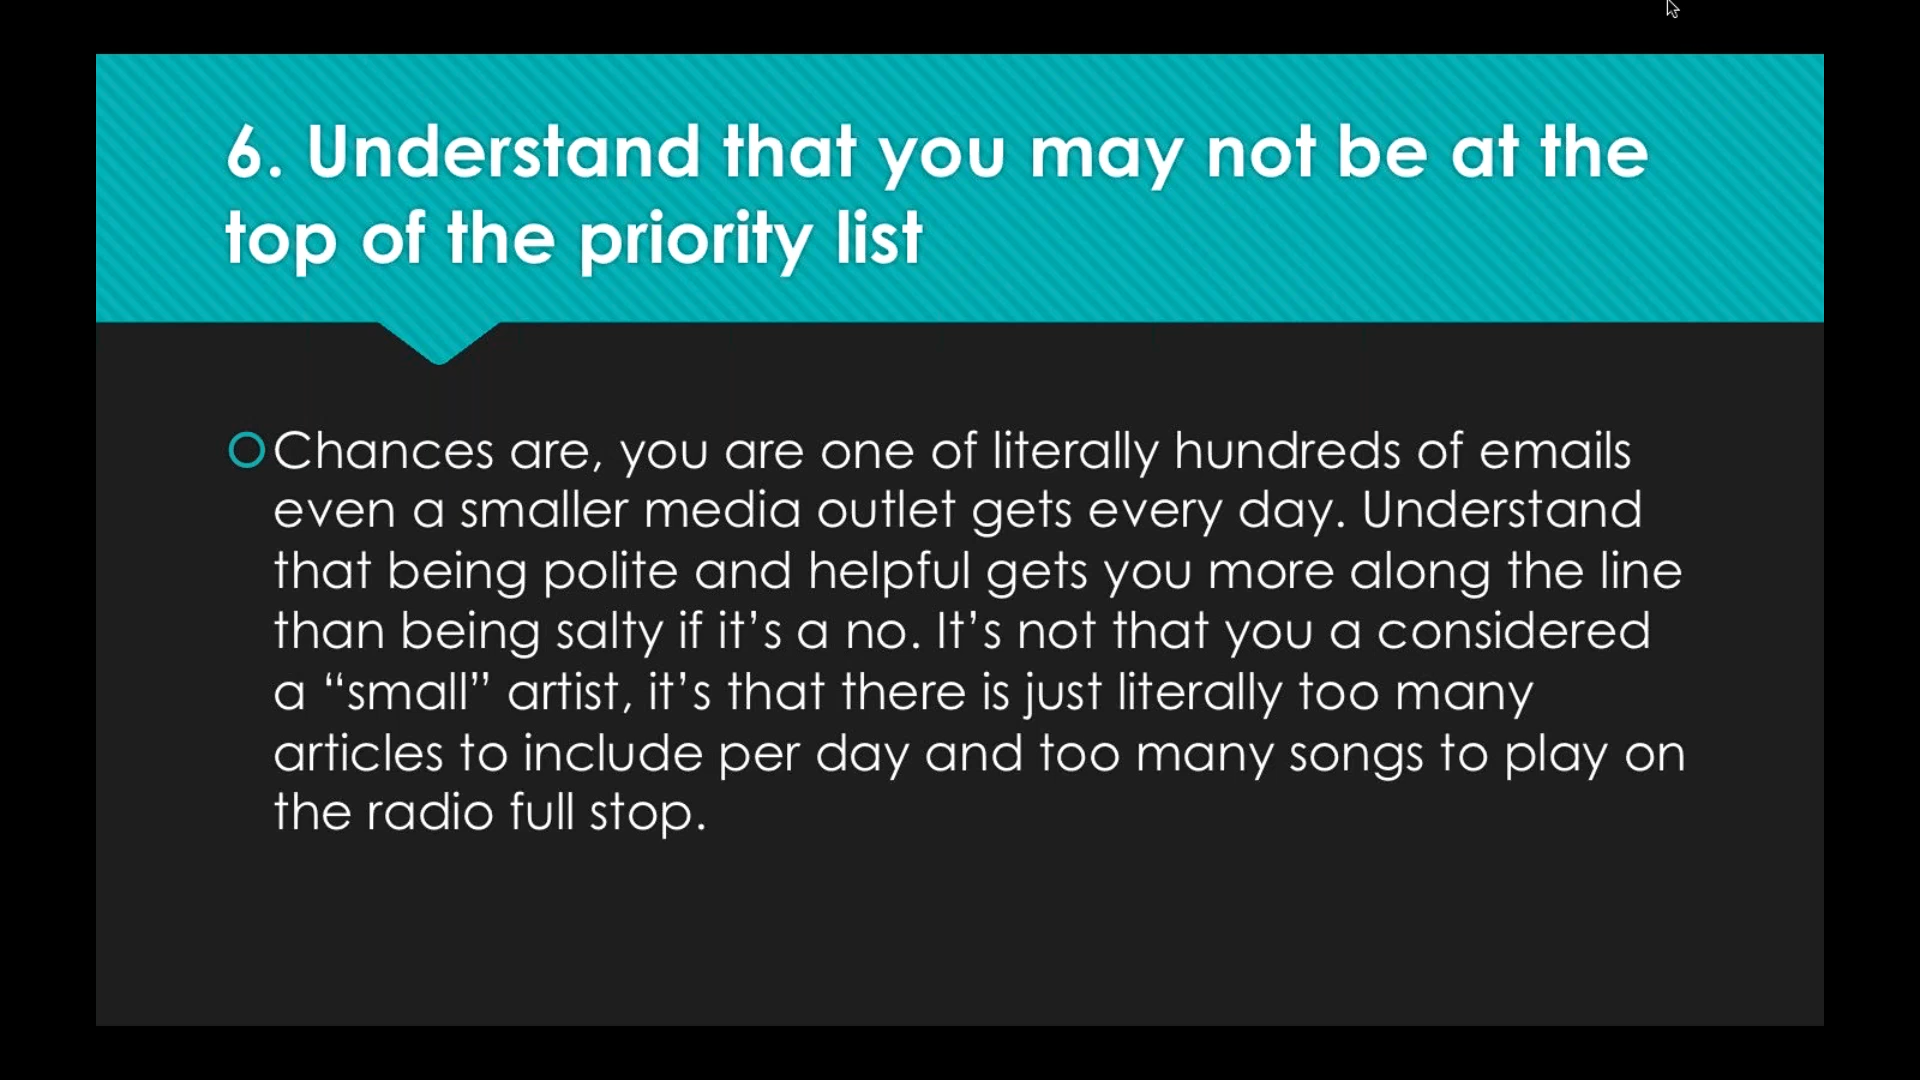 6. Understand that you may not be at the
top of the priority list
Chances are, you are one of literally hundreds of emails
even a smaller media outlet gets every day. Understand
that being polite and helpful gets you more along the line
than being salty if it’s a no. It’s not that you a considered
a “small” artist, it’s that there is just literally too many
articles to include per day and too many songs to play on
the radio full stop.